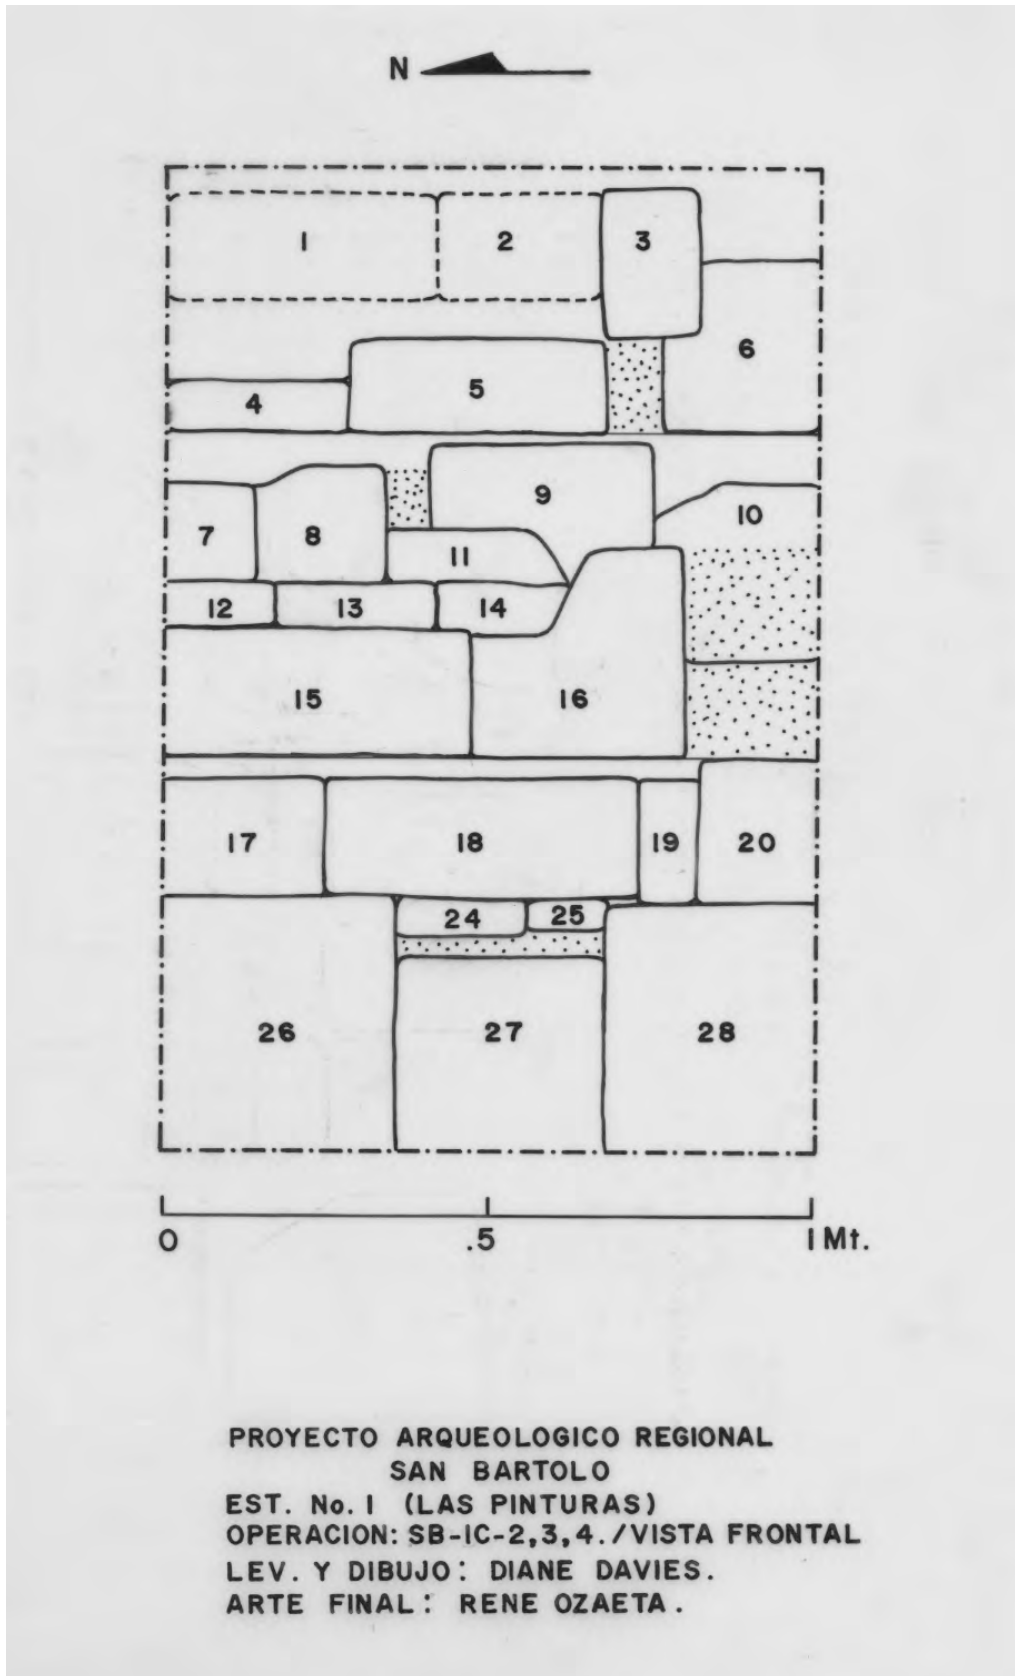 N
1 2 3
6
4 5
9
7 8 10
11
12 13 14
15 16
17 18 19 20
24 25
26 27 28
0 .5 1 Mt.
PROYECTO ARQUEOLOGICO REGIONAL
SAN BARTOLO
EST. No. 1 (LAS PINTURAS)
OPERACION: SB-1C-2,3,4./VISTA FRONTAL
LEV. Y DIBUJO: DIANE DAVIES.
ARTE FINAL: RENE OZAETA.